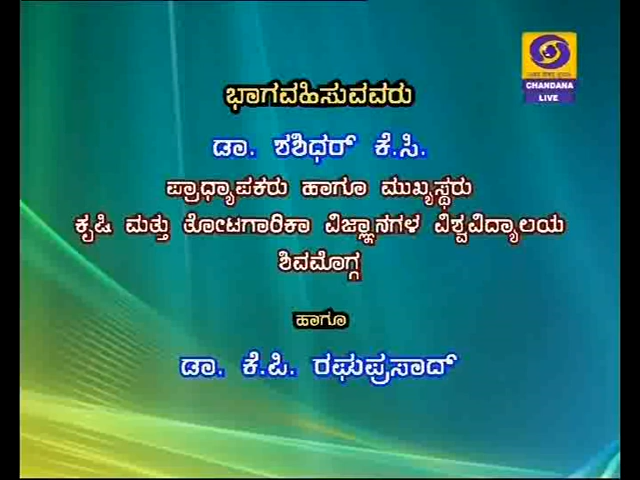 CHANDANA
LIVE
ಭಾಗವಹಿಸುವವರು
ಡಾ. ಶಶಿಧರ್ ಕೆ.ಸಿ.
ಪ್ರಾಧ್ಯಾಪಕರು ಹಾಗೂ ಮುಖ್ಯಸ್ಥರು
ಕೃಷಿ ಮತ್ತು ತೋಟಗಾರಿಕಾ ವಿಜ್ಞಾನಗಳ ವಿಶ್ವವಿದ್ಯಾಲಯ
ಶಿವಮೊಗ್ಗ
ಹಾಗೂ
ಡಾ. ಕೆ.ಪಿ. ರಘುಪ್ರಸಾದ್